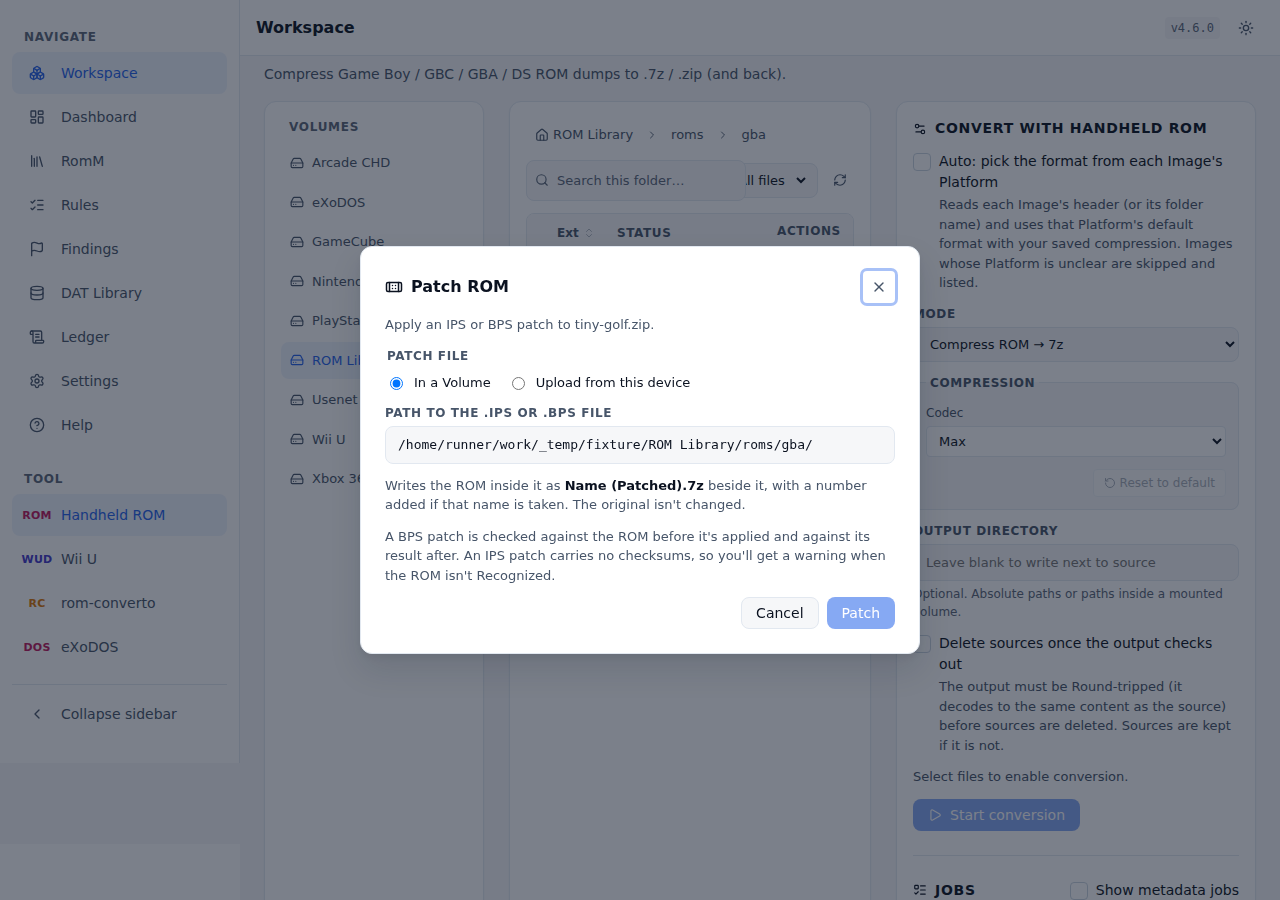 NAVIGATE
Workspace
Dashboard
RomM
Rules
Findings
DAT Library
Ledger
Settings
Help
TOOL
ROM Handheld ROM
WUD Wii U
RC rom-converto
DOS eXoDOS
Collapse sidebar
Workspace
v4.6.0
Compress Game Boy / GBC / GBA / DS ROM dumps to .7z / .zip (and back).
VOLUMES
Arcade CHD
eXoDOS
GameCube
Usenet
Wii U
ROM Library
roms
gba
Search this folder…
files
Ext
STATUS
ACTIONS
Patch ROM
Apply an IPS or BPS patch to tiny-golf.zip.
PATCH FILE
In a Volume
Upload from this device
PATH TO THE .IPS OR .BPS FILE
/home/runner/work/_temp/fixture/ROM Library/roms/gba/
Writes the ROM inside it as Name (Patched).7z beside it, with a number
added if that name is taken. The original isn't changed.
A BPS patch is checked against the ROM before it's applied and against its
result after. An IPS patch carries no checksums, so you'll get a warning when
the ROM isn't Recognized.
Cancel
Patch
CONVERT WITH HANDHELD ROM
Auto: pick the format from each Image's
Platform
Reads each Image's header (or its folder
name) and uses that Platform's default
format with your saved compression. Images
whose Platform is unclear are skipped and
listed.
MODE
Compress ROM → 7z
COMPRESSION
Codec
Max
Reset to default
OUTPUT DIRECTORY
Leave blank to write next to source
Optional. Absolute paths or paths inside a mounted
volume.
Delete sources once the output checks
out
The output must be Round-tripped (it
decodes to the same content as the source)
before sources are deleted. Sources are kept
if it is not.
Select files to enable conversion.
Start conversion
JOBS
Show metadata jobs